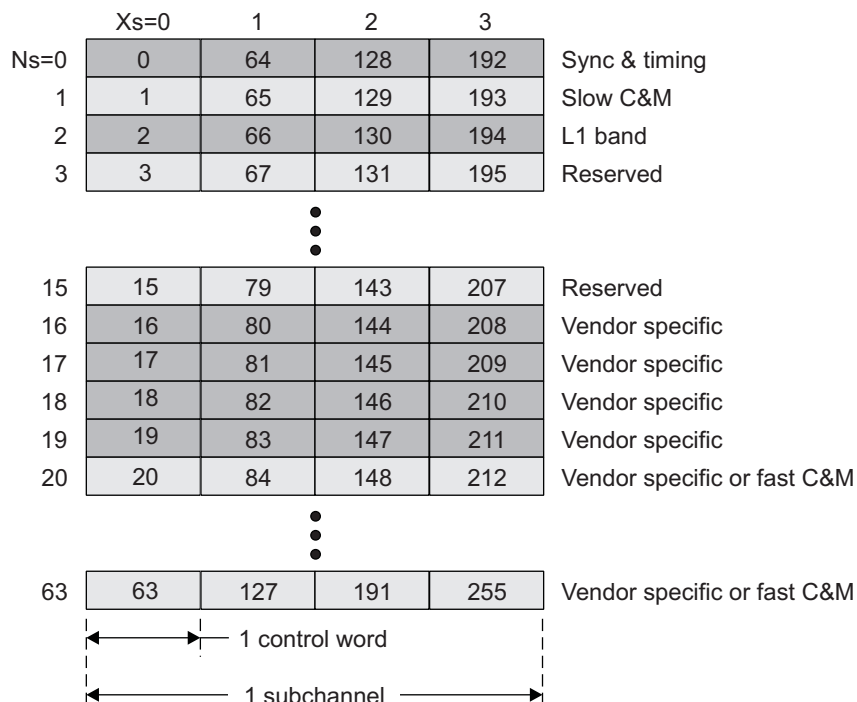 Xs=0 1 2 3
Ns=0 0 64 128 192 Sync & timing
1 1 65 129 193 Slow C&M
2 2 66 130 194 L1 band
3 3 67 131 195 Reserved
15 15 79 143 207 Reserved
16 16 80 144 208 Vendor specific
17 17 81 145 209 Vendor specific
18 18 82 146 210 Vendor specific
19 19 83 147 211 Vendor specific
20 20 84 148 212 Vendor specific or fast C&M
63 63 127 191 255 Vendor specific or fast C&M
1 control word
1 subchannel